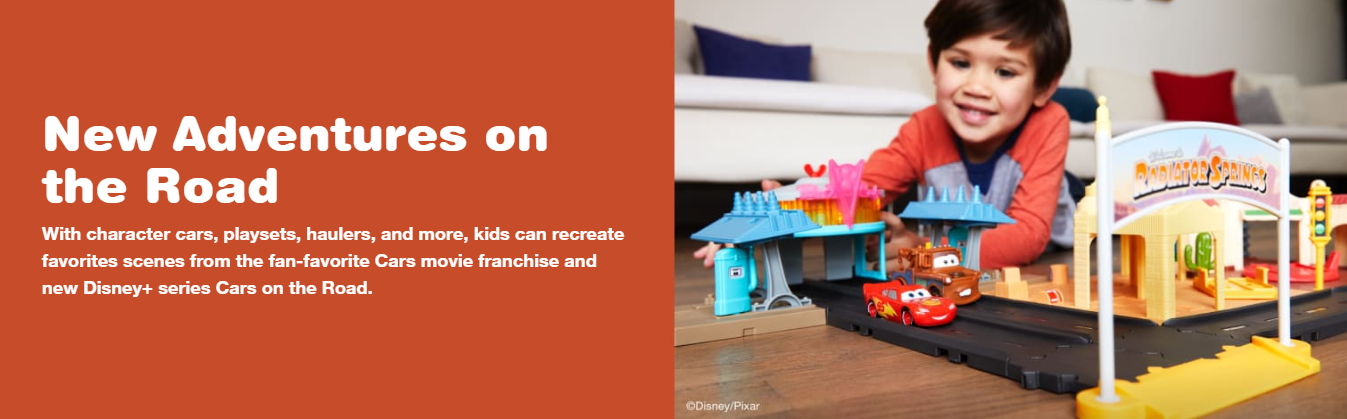 New Adventures on
the Road
With character cars, playsets, haulers, and more, kids can recreate
favorites scenes from the fan-favorite Cars movie franchise and
new Disney+ series Cars on the Road.
RADIATOR SPRINGS
©Disney/Pixar